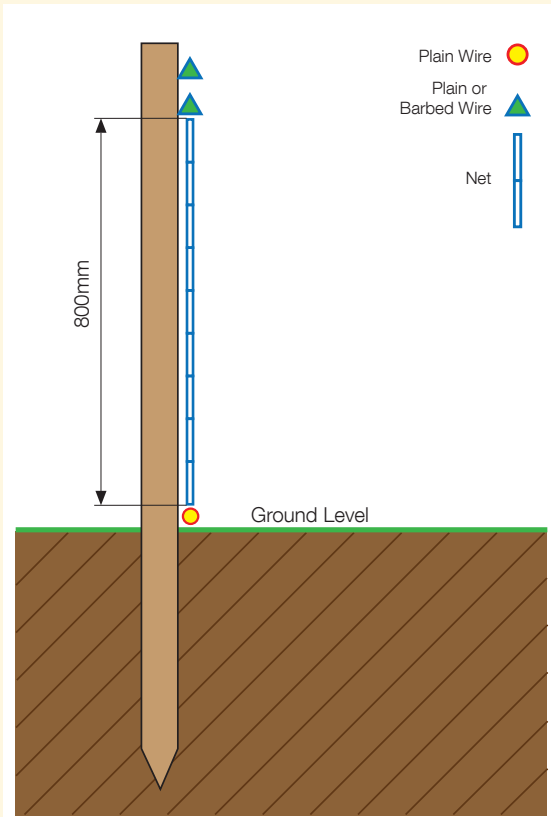 Plain Wire
Plain or
Barbed Wire
Net
800mm
Ground Level